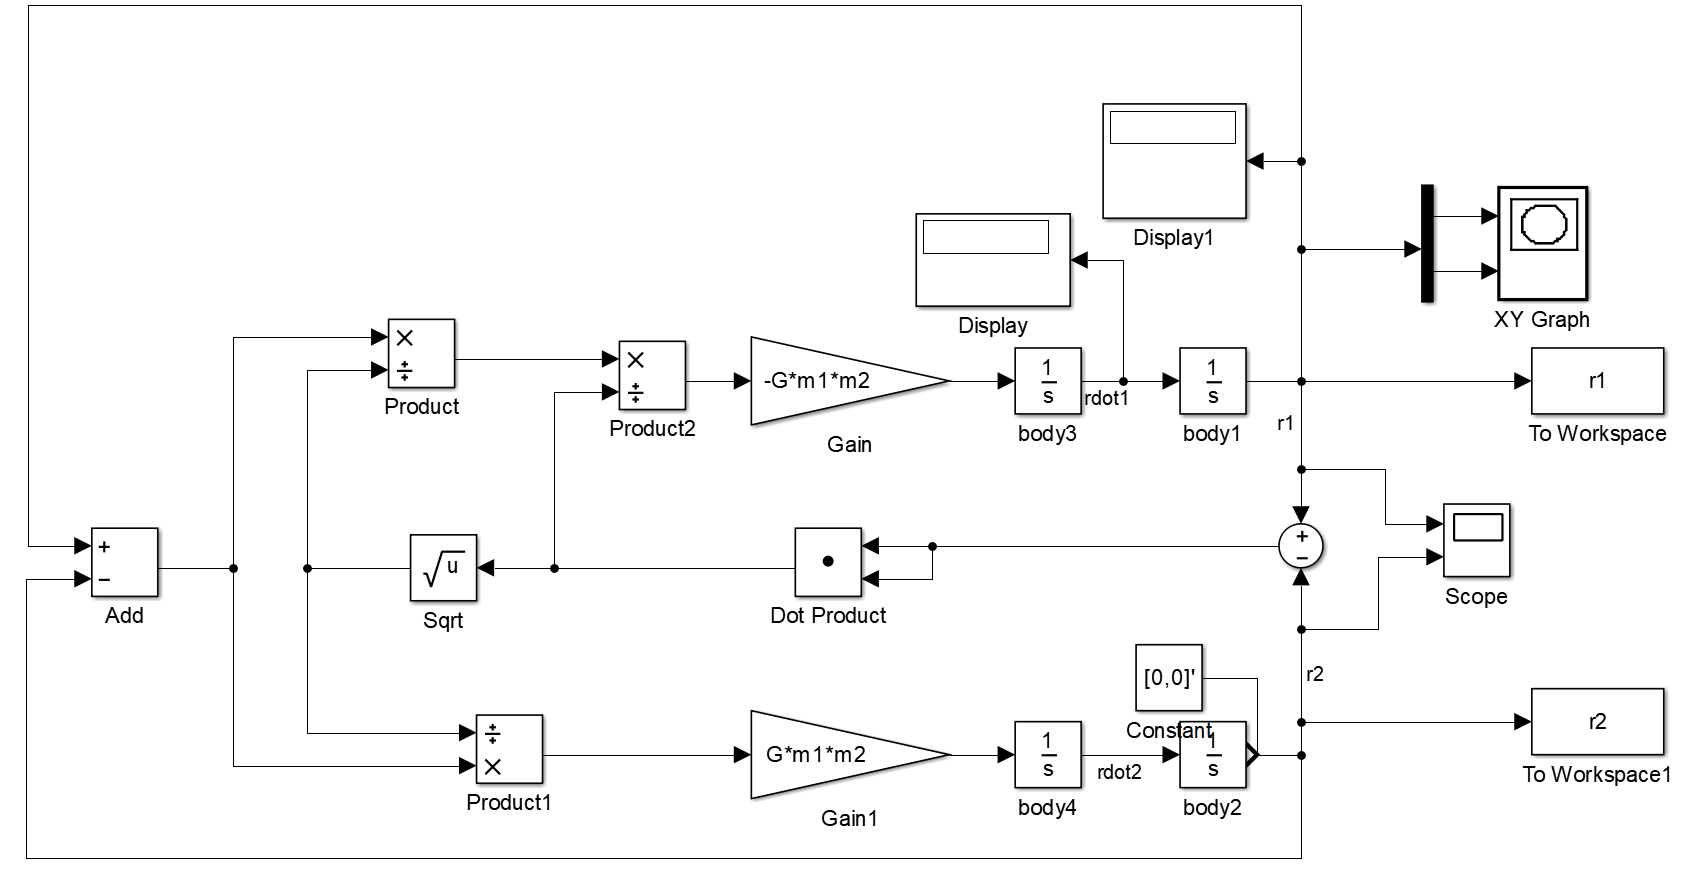 Display1
Display
XY Graph
×
÷
Product
×
÷
Product2
-G*m1*m2
Gain
1
s
body3
rdot1
1
s
body1
r1
r1
To Workspace
+
−
Add
√u
Sqrt
Dot Product
+
−
Scope
[0,0]'
Constant
r2
r2
To Workspace1
÷
×
Product1
G*m1*m2
Gain1
1
s
body4
rdot2
1
s
body2